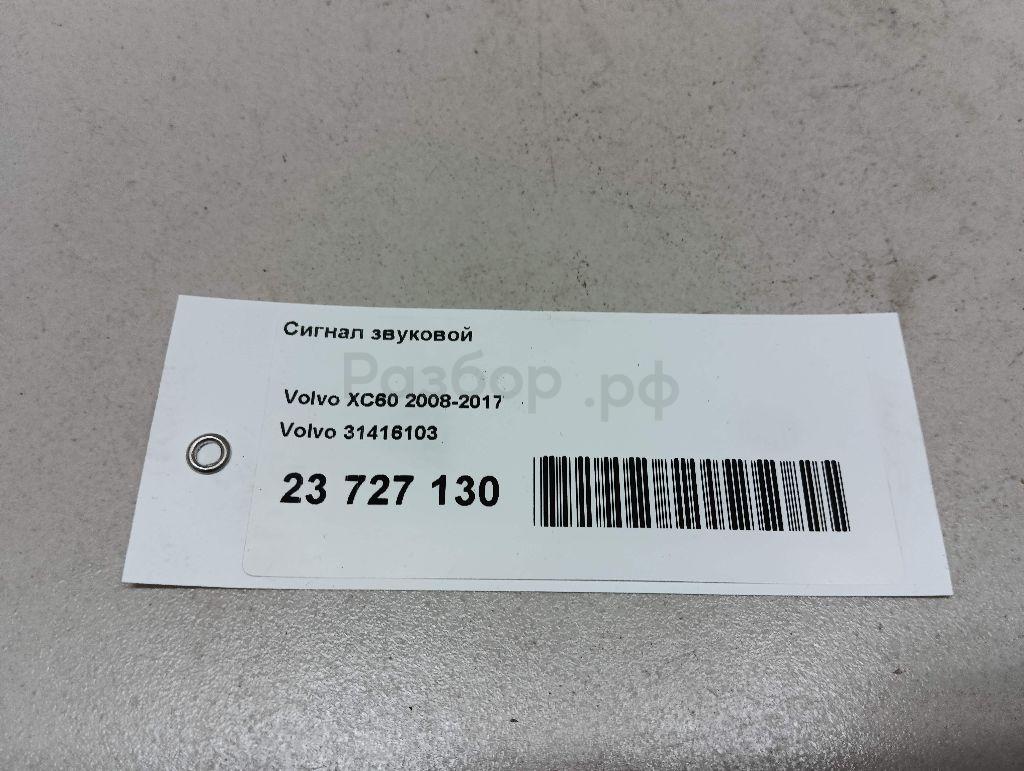 Сигнал звуковой
Разбор.рф
Volvo XC60 2008-2017
Volvo 31416103
23 727 130